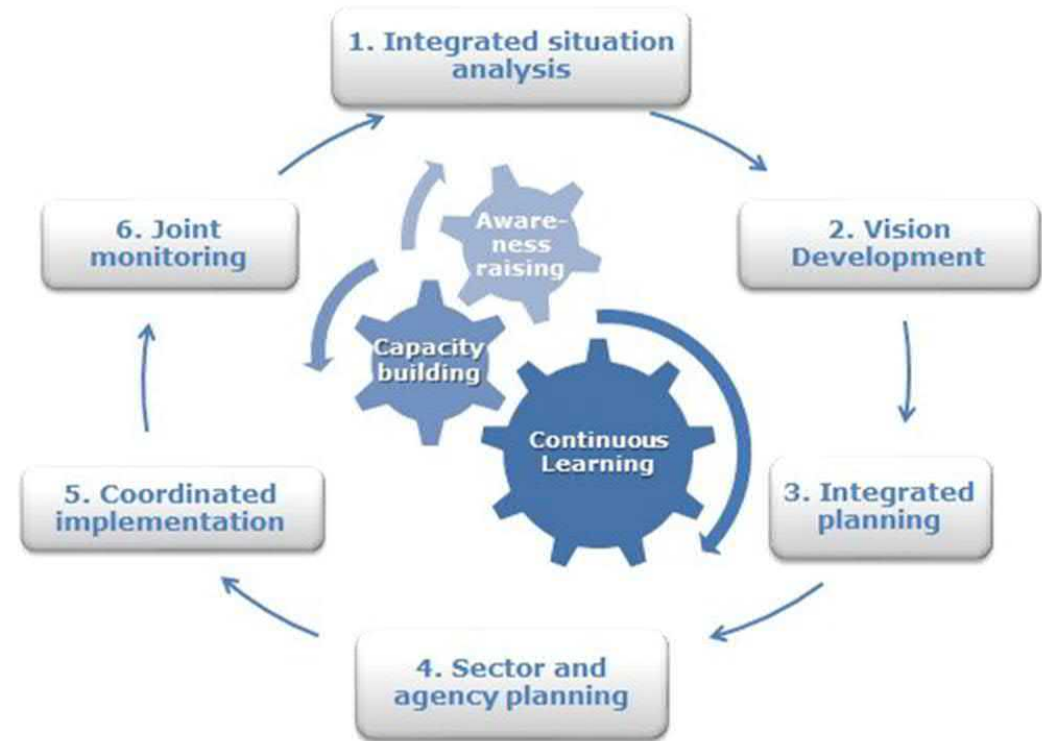 1. Integrated situation
analysis
2. Vision
Development
3. Integrated
planning
4. Sector and
agency planning
5. Coordinated
implementation
6. Joint
monitoring
Aware-
ness
raising
Capacity
building
Continuous
Learning